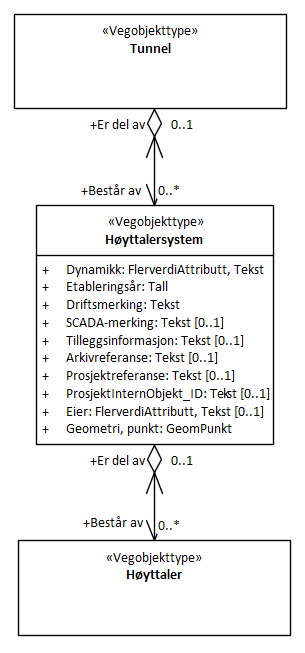 «Vegobjekttype»
Tunnel
+Er del av 0..1
+Består av 0..*
«Vegobjekttype»
Høyttalersystem
+ Dynamikk: FlerverdiAttributt, Tekst
+ Etableringsår: Tall
+ Driftsmerking: Tekst
+ SCADA-merking: Tekst [0..1]
+ Tilleggsinformasjon: Tekst [0..1]
+ Arkivreferanse: Tekst [0..1]
+ Prosjektreferanse: Tekst [0..1]
+ ProsjektInternObjekt_ID: Tekst [0..1]
+ Eier: FlerverdiAttributt, Tekst [0..1]
+ Geometri, punkt: GeomPunkt
+Er del av 0..1
+Består av 0..*
«Vegobjekttype»
Høyttaler